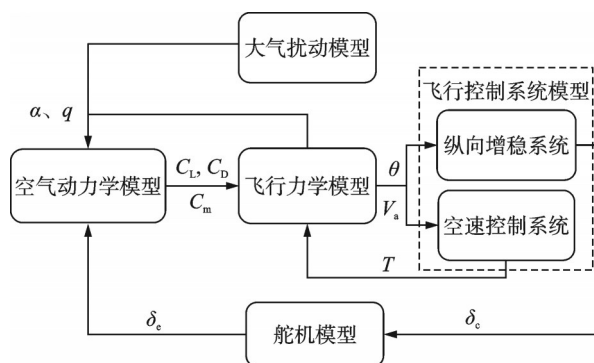 大气扰动模型
飞行控制系统模型
α、q
纵向增稳系统
空气动力学模型
C_L, C_D
C_m
飞行力学模型
θ
V_a
空速控制系统
T
δ_e
舵机模型
δ_c